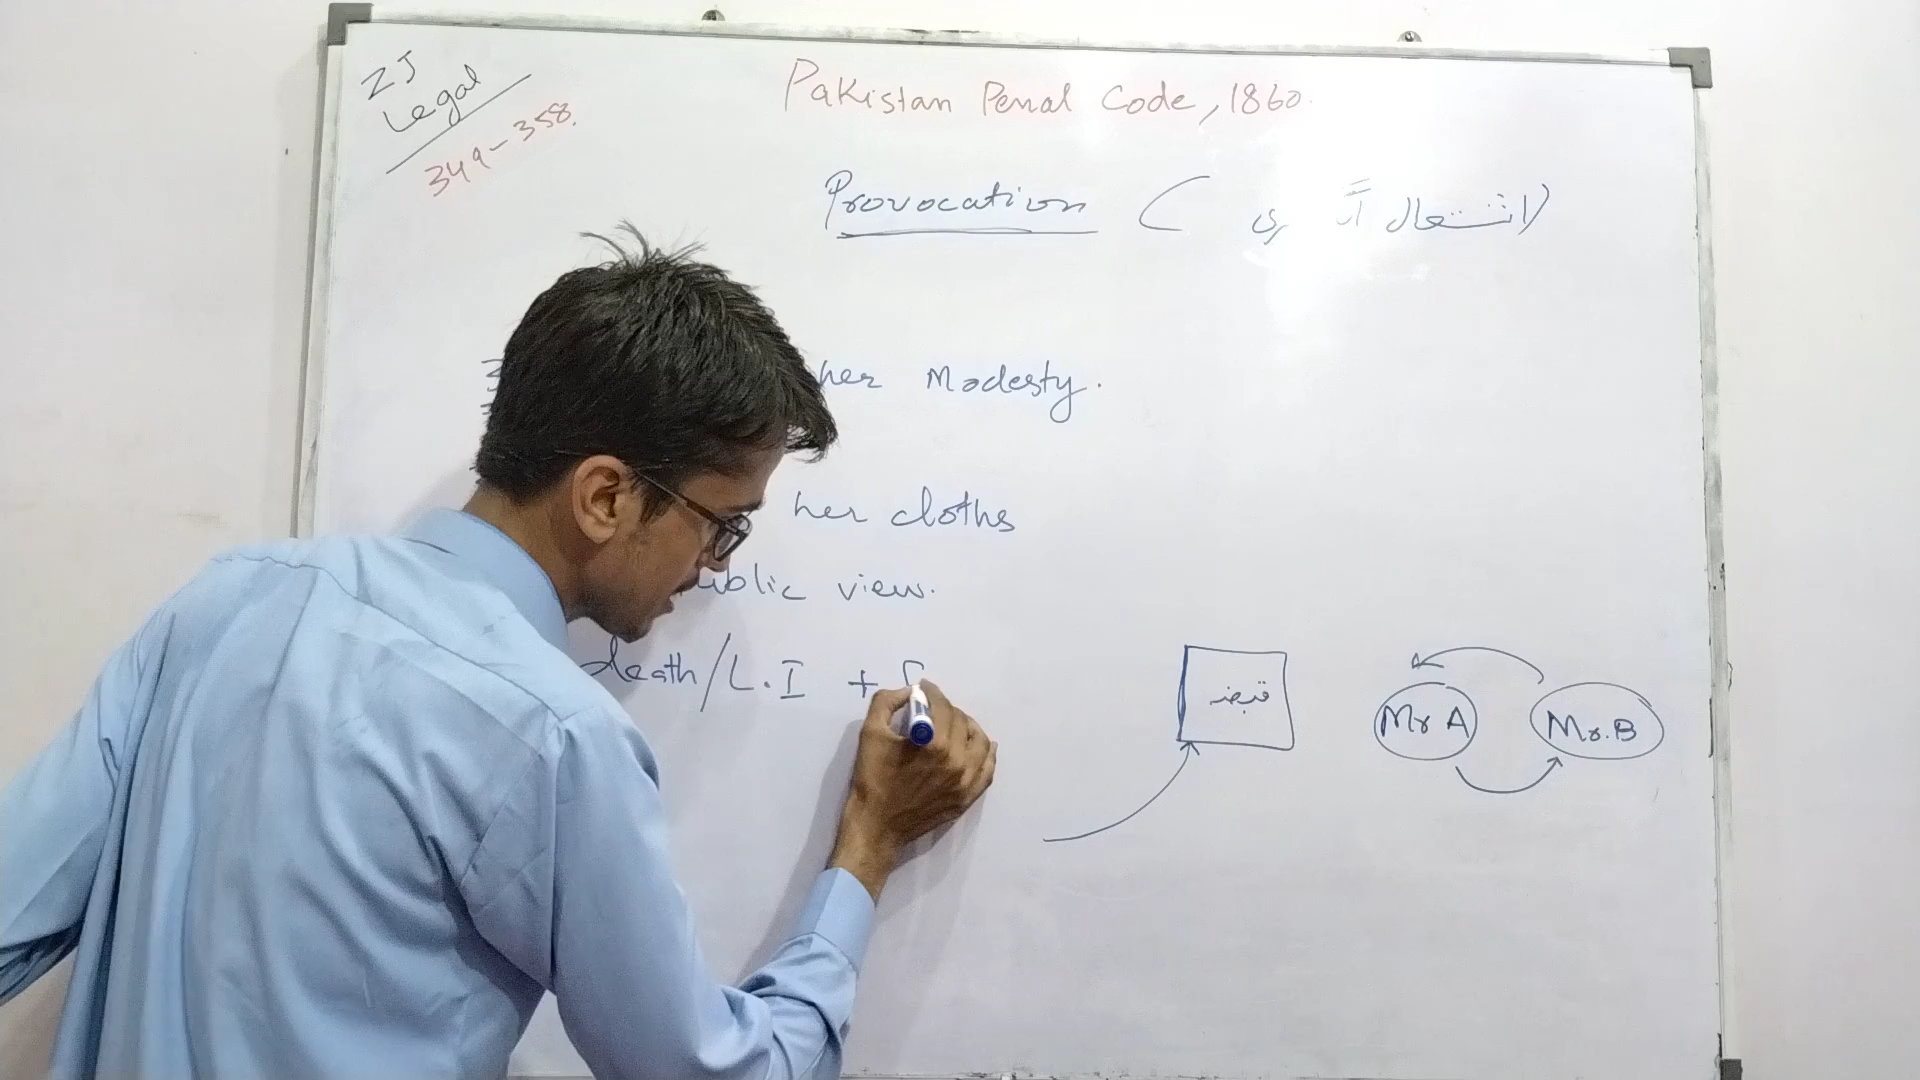 ZJ
Legal
349-358.
Pakistan Penal Code, 1860.
Provocation (اشتعال آوری)
her Modesty.
her cloths
ublic view.
death/L.I +
قبضہ
Mr A
Mr.B